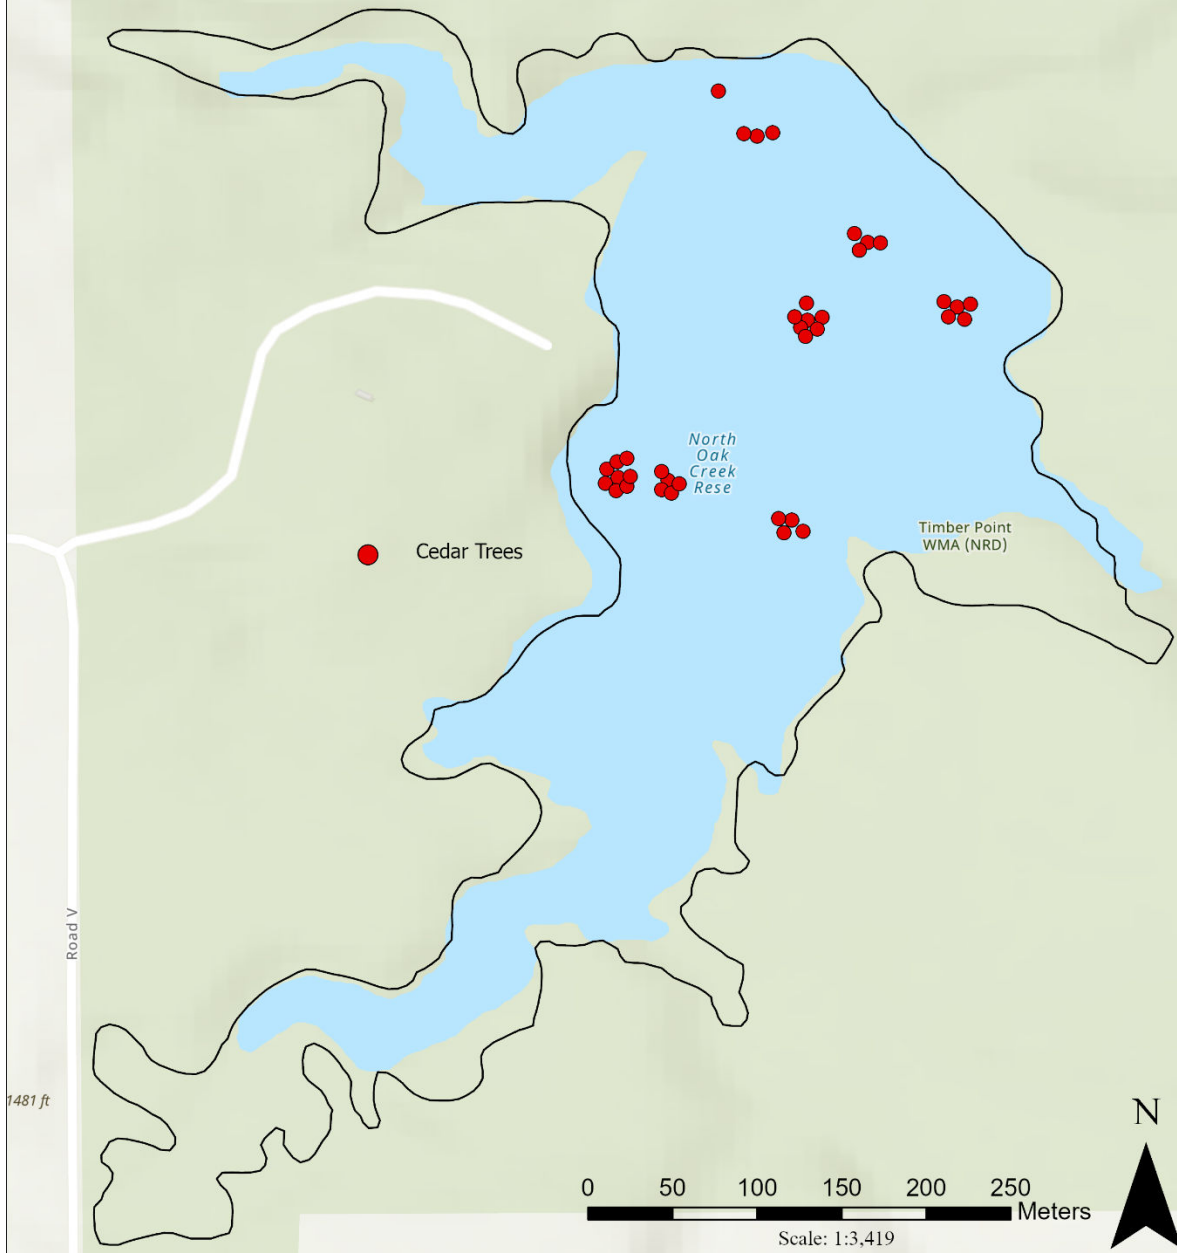 North
Oak
Creek
Rese
Timber Point
WMA (NRD)
Cedar Trees
Road V
1481 ft
N
0 50 100 150 200 250
Meters
Scale: 1:3,419